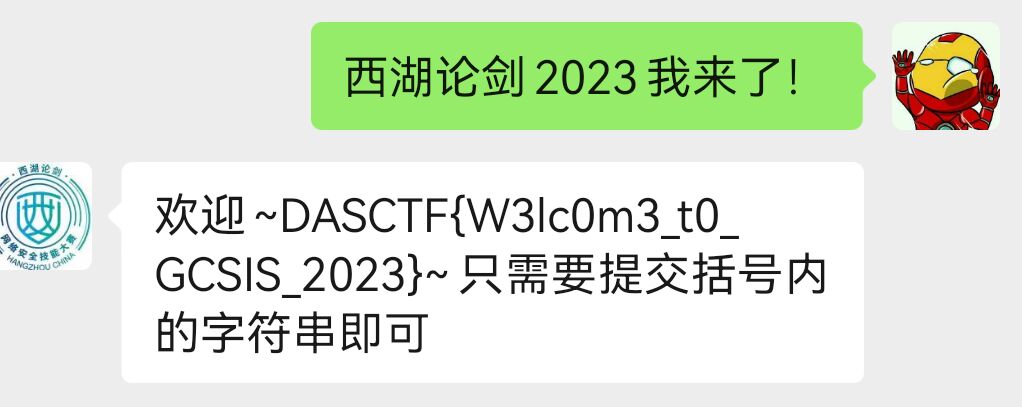 西湖论剑 2023 我来了！
·西湖论剑·
网络安全技能大赛
HANGZHOU CHINA
欢迎 ~DASCTF{W3lc0m3_t0_
GCSIS_2023}~ 只需要提交括号内
的字符串即可